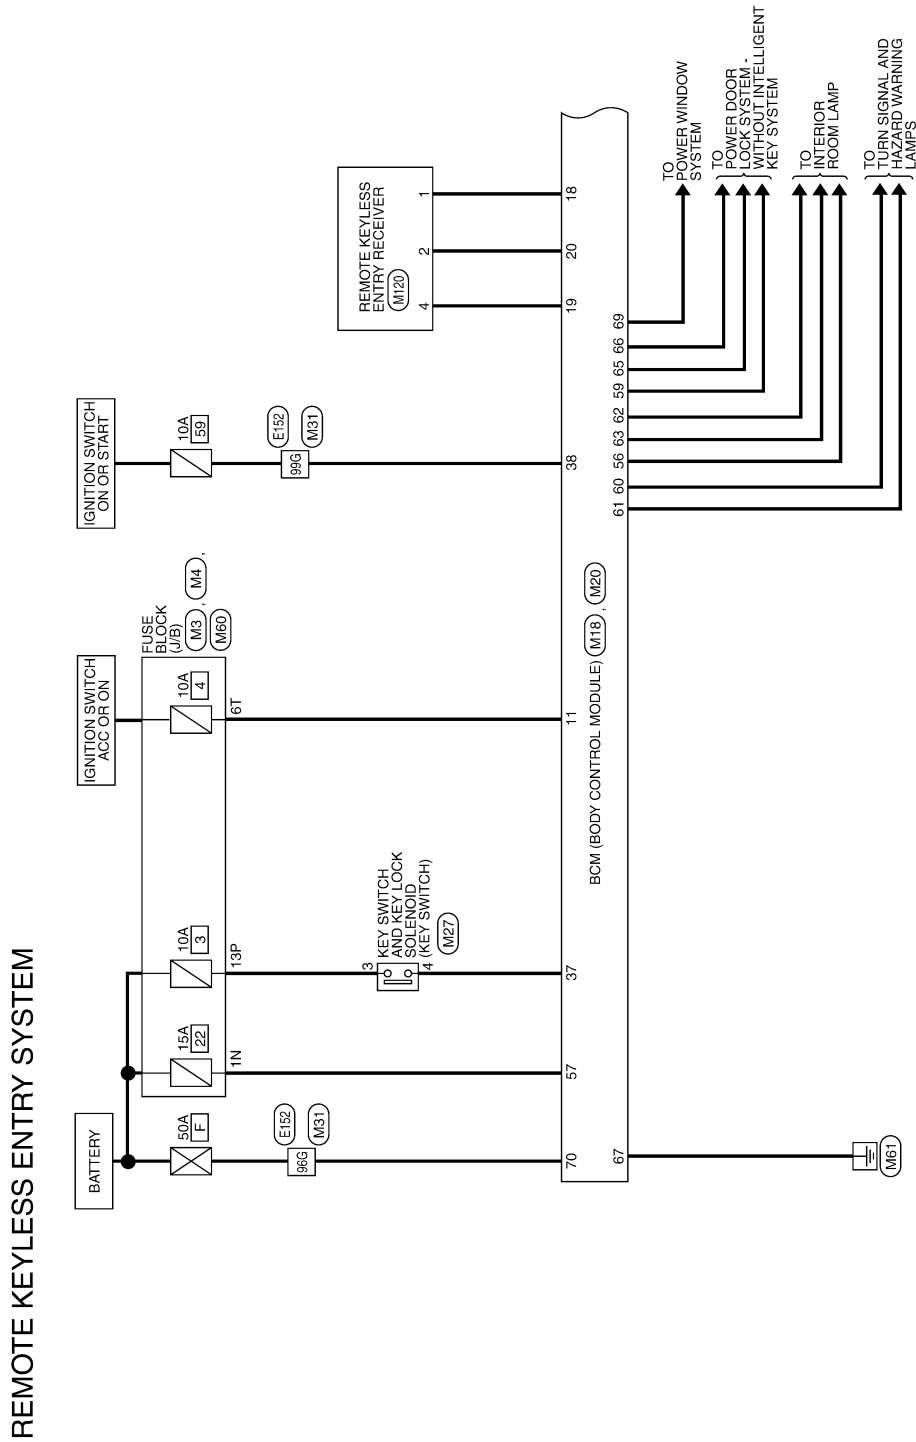 REMOTE KEYLESS ENTRY SYSTEM
BATTERY
IGNITION SWITCH
ACC OR ON
IGNITION SWITCH
ON OR START
50A
F
15A
22
10A
3
10A
4
FUSE
BLOCK
(J/B)
M3 , M4 ,
M60
10A
59
1N
13P
6T
E152
96G
M31
E152
99G
M31
3
4
KEY SWITCH
AND KEY LOCK
SOLENOID
(KEY SWITCH)
M27
REMOTE KEYLESS
ENTRY RECEIVER
M120
4
2
1
70
57
37
11
38
19
20
18
BCM (BODY CONTROL MODULE) M18 , M20
67
61
60
56
63
62
59
65
66
69
M61
TO
POWER WINDOW
SYSTEM
TO
POWER DOOR
LOCK SYSTEM -
WITHOUT INTELLIGENT
KEY SYSTEM
TO
INTERIOR
ROOM LAMP
TO
TURN SIGNAL AND
HAZARD WARNING
LAMPS